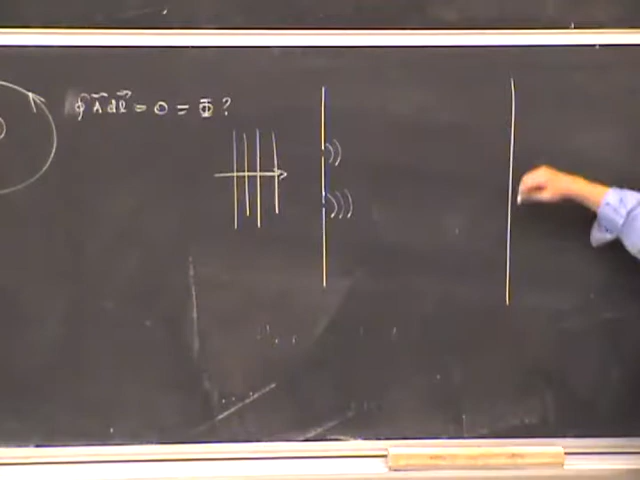 ∮ A⃗ dl⃗ = 0 = Φ ?